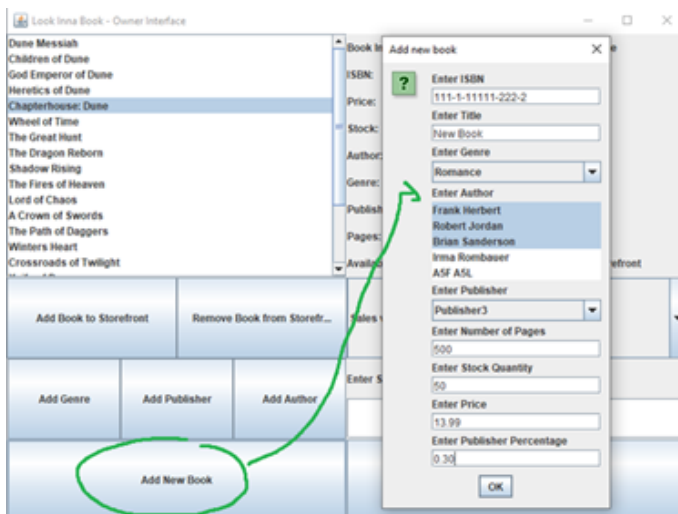 Look Inna Book - Owner Interface
Dune Messiah
Children of Dune
God Emperor of Dune
Heretics of Dune
Chapterhouse: Dune
Wheel of Time
The Great Hunt
The Dragon Reborn
Shadow Rising
The Fires of Heaven
Lord of Chaos
A Crown of Swords
The Path of Daggers
Winters Heart
Crossroads of Twilight
Book In
ISBN:
Price:
Stock:
Author:
Genre:
Publish
Pages:
Availa
efront
Add Book to Storefront
Remove Book from Storefr...
Sales
Add Genre
Add Publisher
Add Author
Enter S
Add New Book
Add new book
Enter ISBN
111-1-11111-222-2
Enter Title
New Book
Enter Genre
Romance
Enter Author
Frank Herbert
Robert Jordan
Brian Sanderson
Irma Rombauer
ASF ASL
Enter Publisher
Publisher3
Enter Number of Pages
500
Enter Stock Quantity
50
Enter Price
13.99
Enter Publisher Percentage
0.30
OK